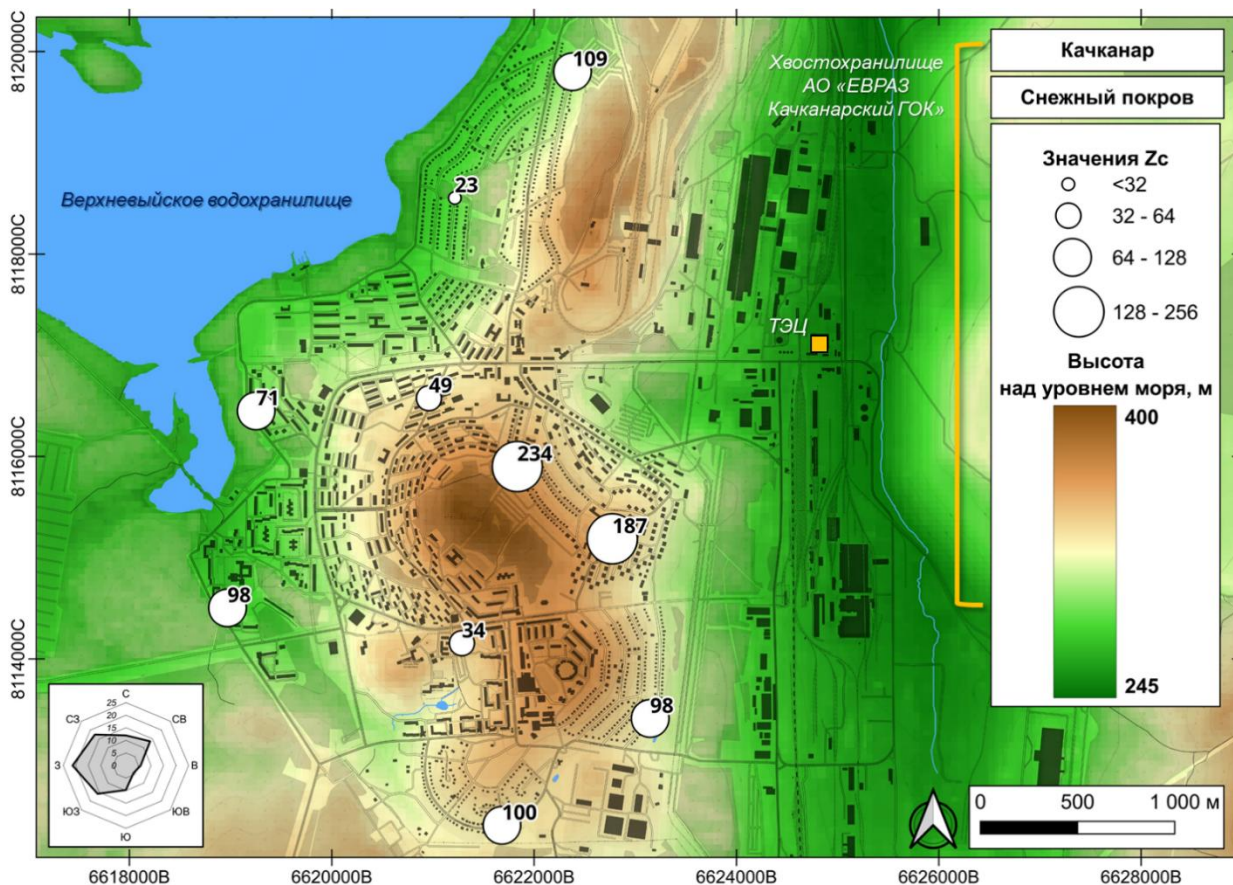 8112000С
8118000С
8116000С
8114000С
109
23
Верхневыйское водохранилище
Хвостохранилище
АО «ЕВРАЗ
Качканарский ГОК»
ТЭЦ
71
49
234
187
98
34
98
100
Качканар
Снежный покров
Значения Zc
<32
32 - 64
64 - 128
128 - 256
Высота
над уровнем моря, м
400
245
С
СВ
В
ЮВ
Ю
ЮЗ
З
СЗ
25
20
15
10
5
0
0 500 1 000 м
6618000В
6620000В
6622000В
6624000В
6626000В
6628000В